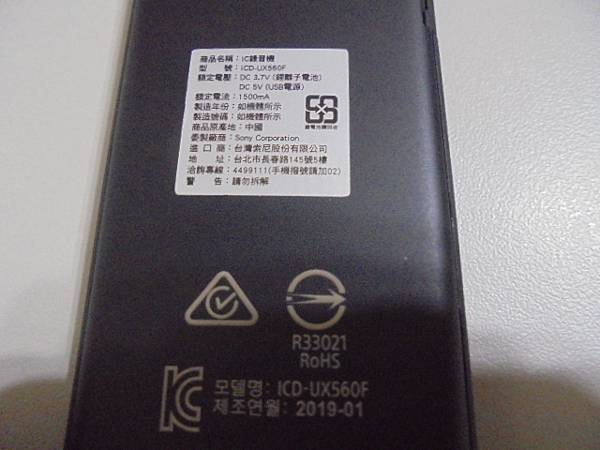 商品名稱：IC錄音機
型　　號：ICD-UX560F
額定電壓：DC 3.7V (鋰離子電池)
DC 5V (USB電源)
額定電流：1500mA
製造年份：如機體所示
製造號碼：如機體所示
商品原產地：中國
委製廠商：Sony Corporation
進 口 商：台灣索尼股份有限公司
地　　址：台北市長春路145號5樓
洽詢專線：4499111(手機撥號請加02)
警　　告：請勿拆解
廢電池請回收
R33021
RoHS
모델명: ICD-UX560F
제조연월: 2019-01